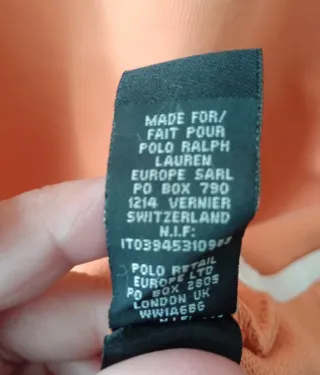 MADE FOR/
FAIT POUR
POLO RALPH
LAUREN
EUROPE SARL
PO BOX 790
1214 VERNIER
SWITZERLAND
N.I.F:
POLO RETAIL
EUROPE LTD
PO BOX 2805
LONDON UK
WW1A6BG